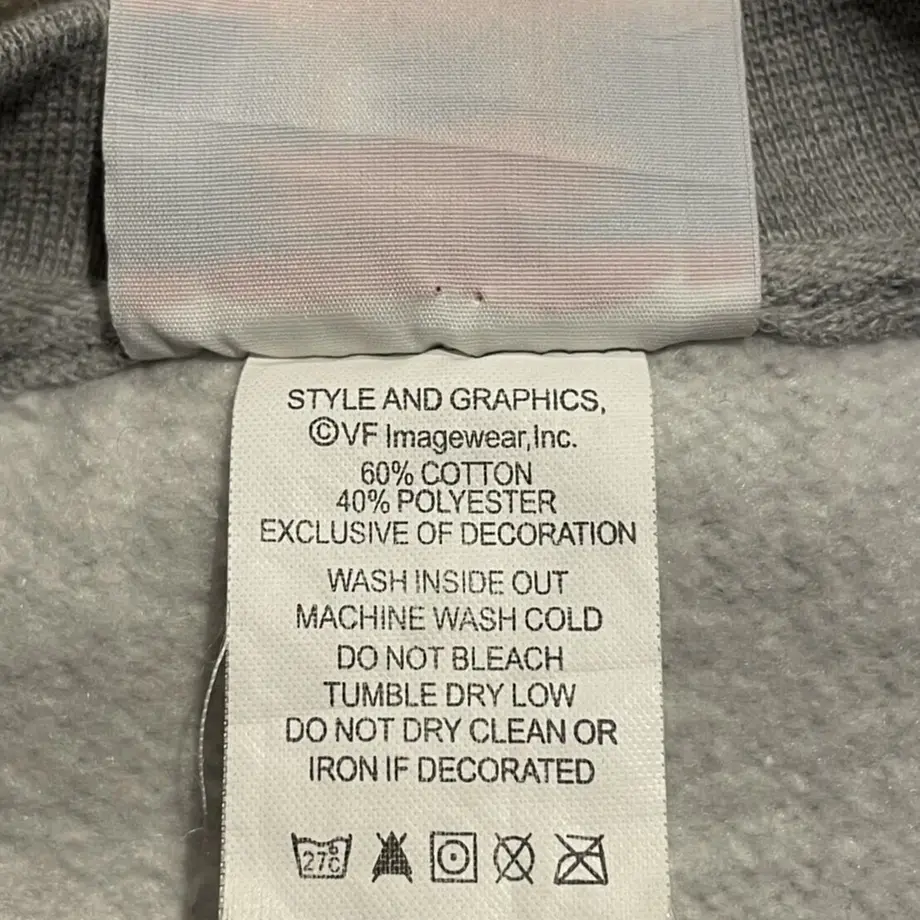 STYLE AND GRAPHICS,
©VF Imagewear,Inc.
60% COTTON
40% POLYESTER
EXCLUSIVE OF DECORATION
WASH INSIDE OUT
MACHINE WASH COLD
DO NOT BLEACH
TUMBLE DRY LOW
DO NOT DRY CLEAN OR
IRON IF DECORATED
27°C